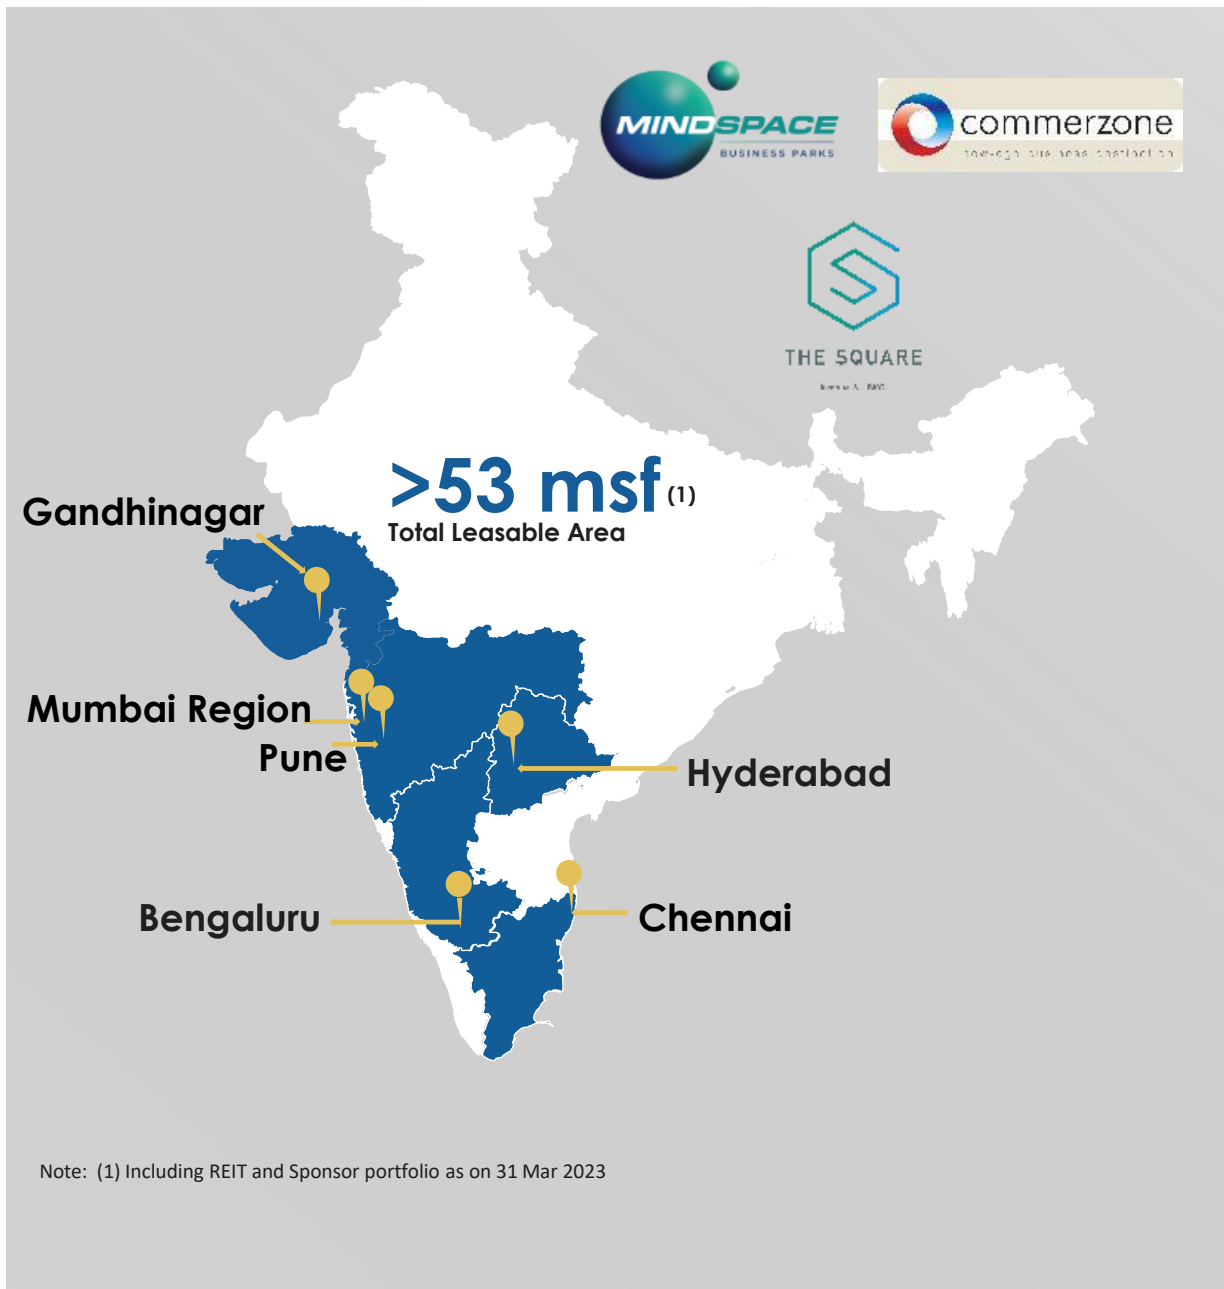 MINDSPACE
BUSINESS PARKS
commerzone
THE SQUARE
>53 msf (1)
Total Leasable Area
Gandhinagar
Mumbai Region
Pune
Hyderabad
Bengaluru
Chennai
Note: (1) Including REIT and Sponsor portfolio as on 31 Mar 2023